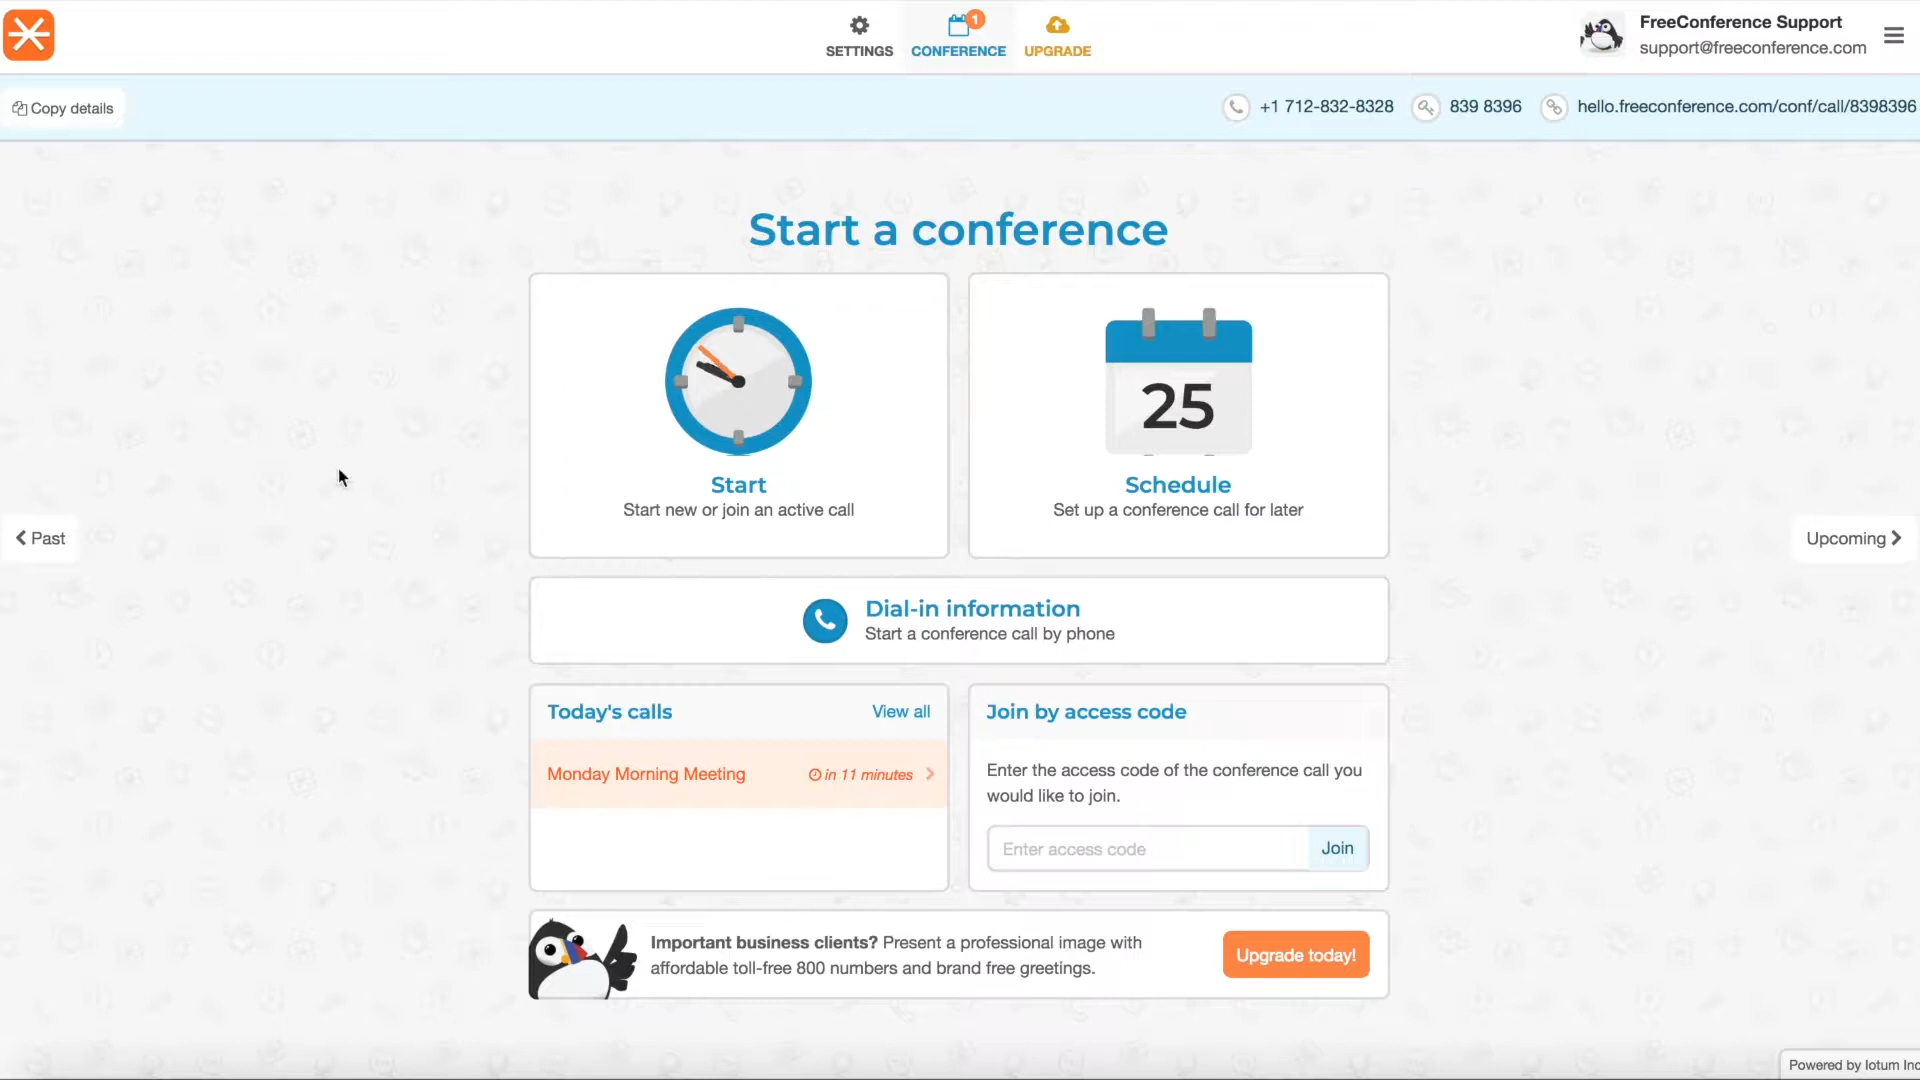 SETTINGS
1
CONFERENCE
UPGRADE
FreeConference Support
support@freeconference.com
Copy details
+1 712-832-8328
839 8396
hello.freeconference.com/conf/call/8398396
Start a conference
Start
Start new or join an active call
25
Schedule
Set up a conference call for later
Past
Upcoming
Dial-in information
Start a conference call by phone
Today's calls
View all
Monday Morning Meeting
in 11 minutes
Join by access code
Enter the access code of the conference call you
would like to join.
Enter access code
Join
Important business clients? Present a professional image with
affordable toll-free 800 numbers and brand free greetings.
Upgrade today!
Powered by Iotum Inc